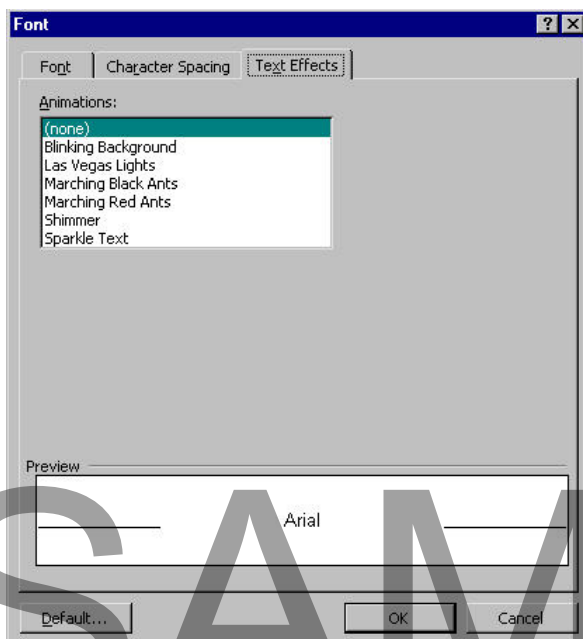 Font
Font Character Spacing Text Effects
Animations:
(none)
Blinking Background
Las Vegas Lights
Marching Black Ants
Marching Red Ants
Shimmer
Sparkle Text
Preview
Arial
Default... OK Cancel
SAM